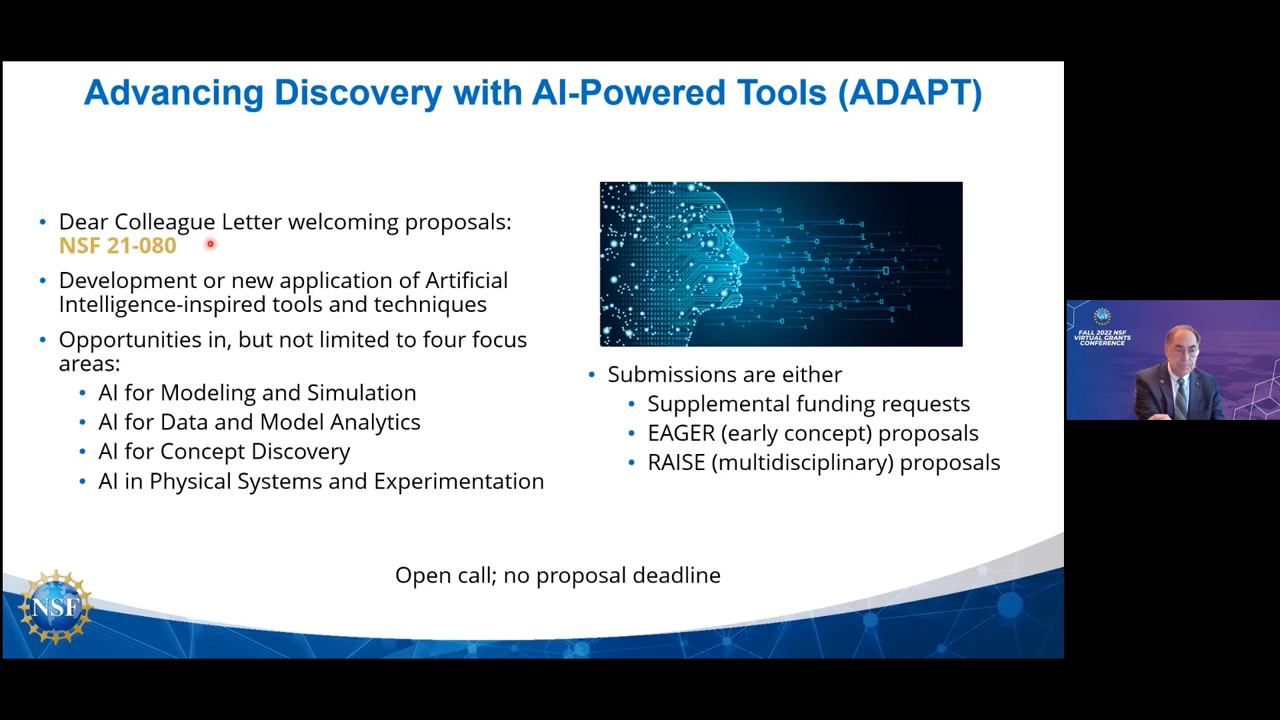 Advancing Discovery with AI-Powered Tools (ADAPT)
Dear Colleague Letter welcoming proposals:
NSF 21-080
Development or new application of Artificial
Intelligence-inspired tools and techniques
Opportunities in, but not limited to four focus
areas:
AI for Modeling and Simulation
AI for Data and Model Analytics
AI for Concept Discovery
AI in Physical Systems and Experimentation
Submissions are either
Supplemental funding requests
EAGER (early concept) proposals
RAISE (multidisciplinary) proposals
Open call; no proposal deadline
NSF
FALL 2022 NSF
VIRTUAL GRANTS
CONFERENCE